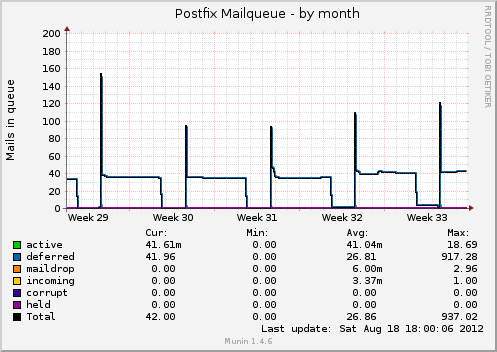 Postfix Mailqueue - by month
RRDTOOL / TOBI OETIKER
Mails in queue
200
180
160
140
120
100
80
60
40
20
0
Week 29 Week 30 Week 31 Week 32 Week 33
Cur: Min: Avg: Max:
active 41.61m 0.00 41.04m 18.69
deferred 41.96 0.00 26.81 917.28
maildrop 0.00 0.00 6.00m 2.96
incoming 0.00 0.00 3.37m 1.00
corrupt 0.00 0.00 0.00 0.00
held 0.00 0.00 0.00 0.00
Total 42.00 0.00 26.86 937.02
Last update: Sat Aug 18 18:00:06 2012
Munin 1.4.6